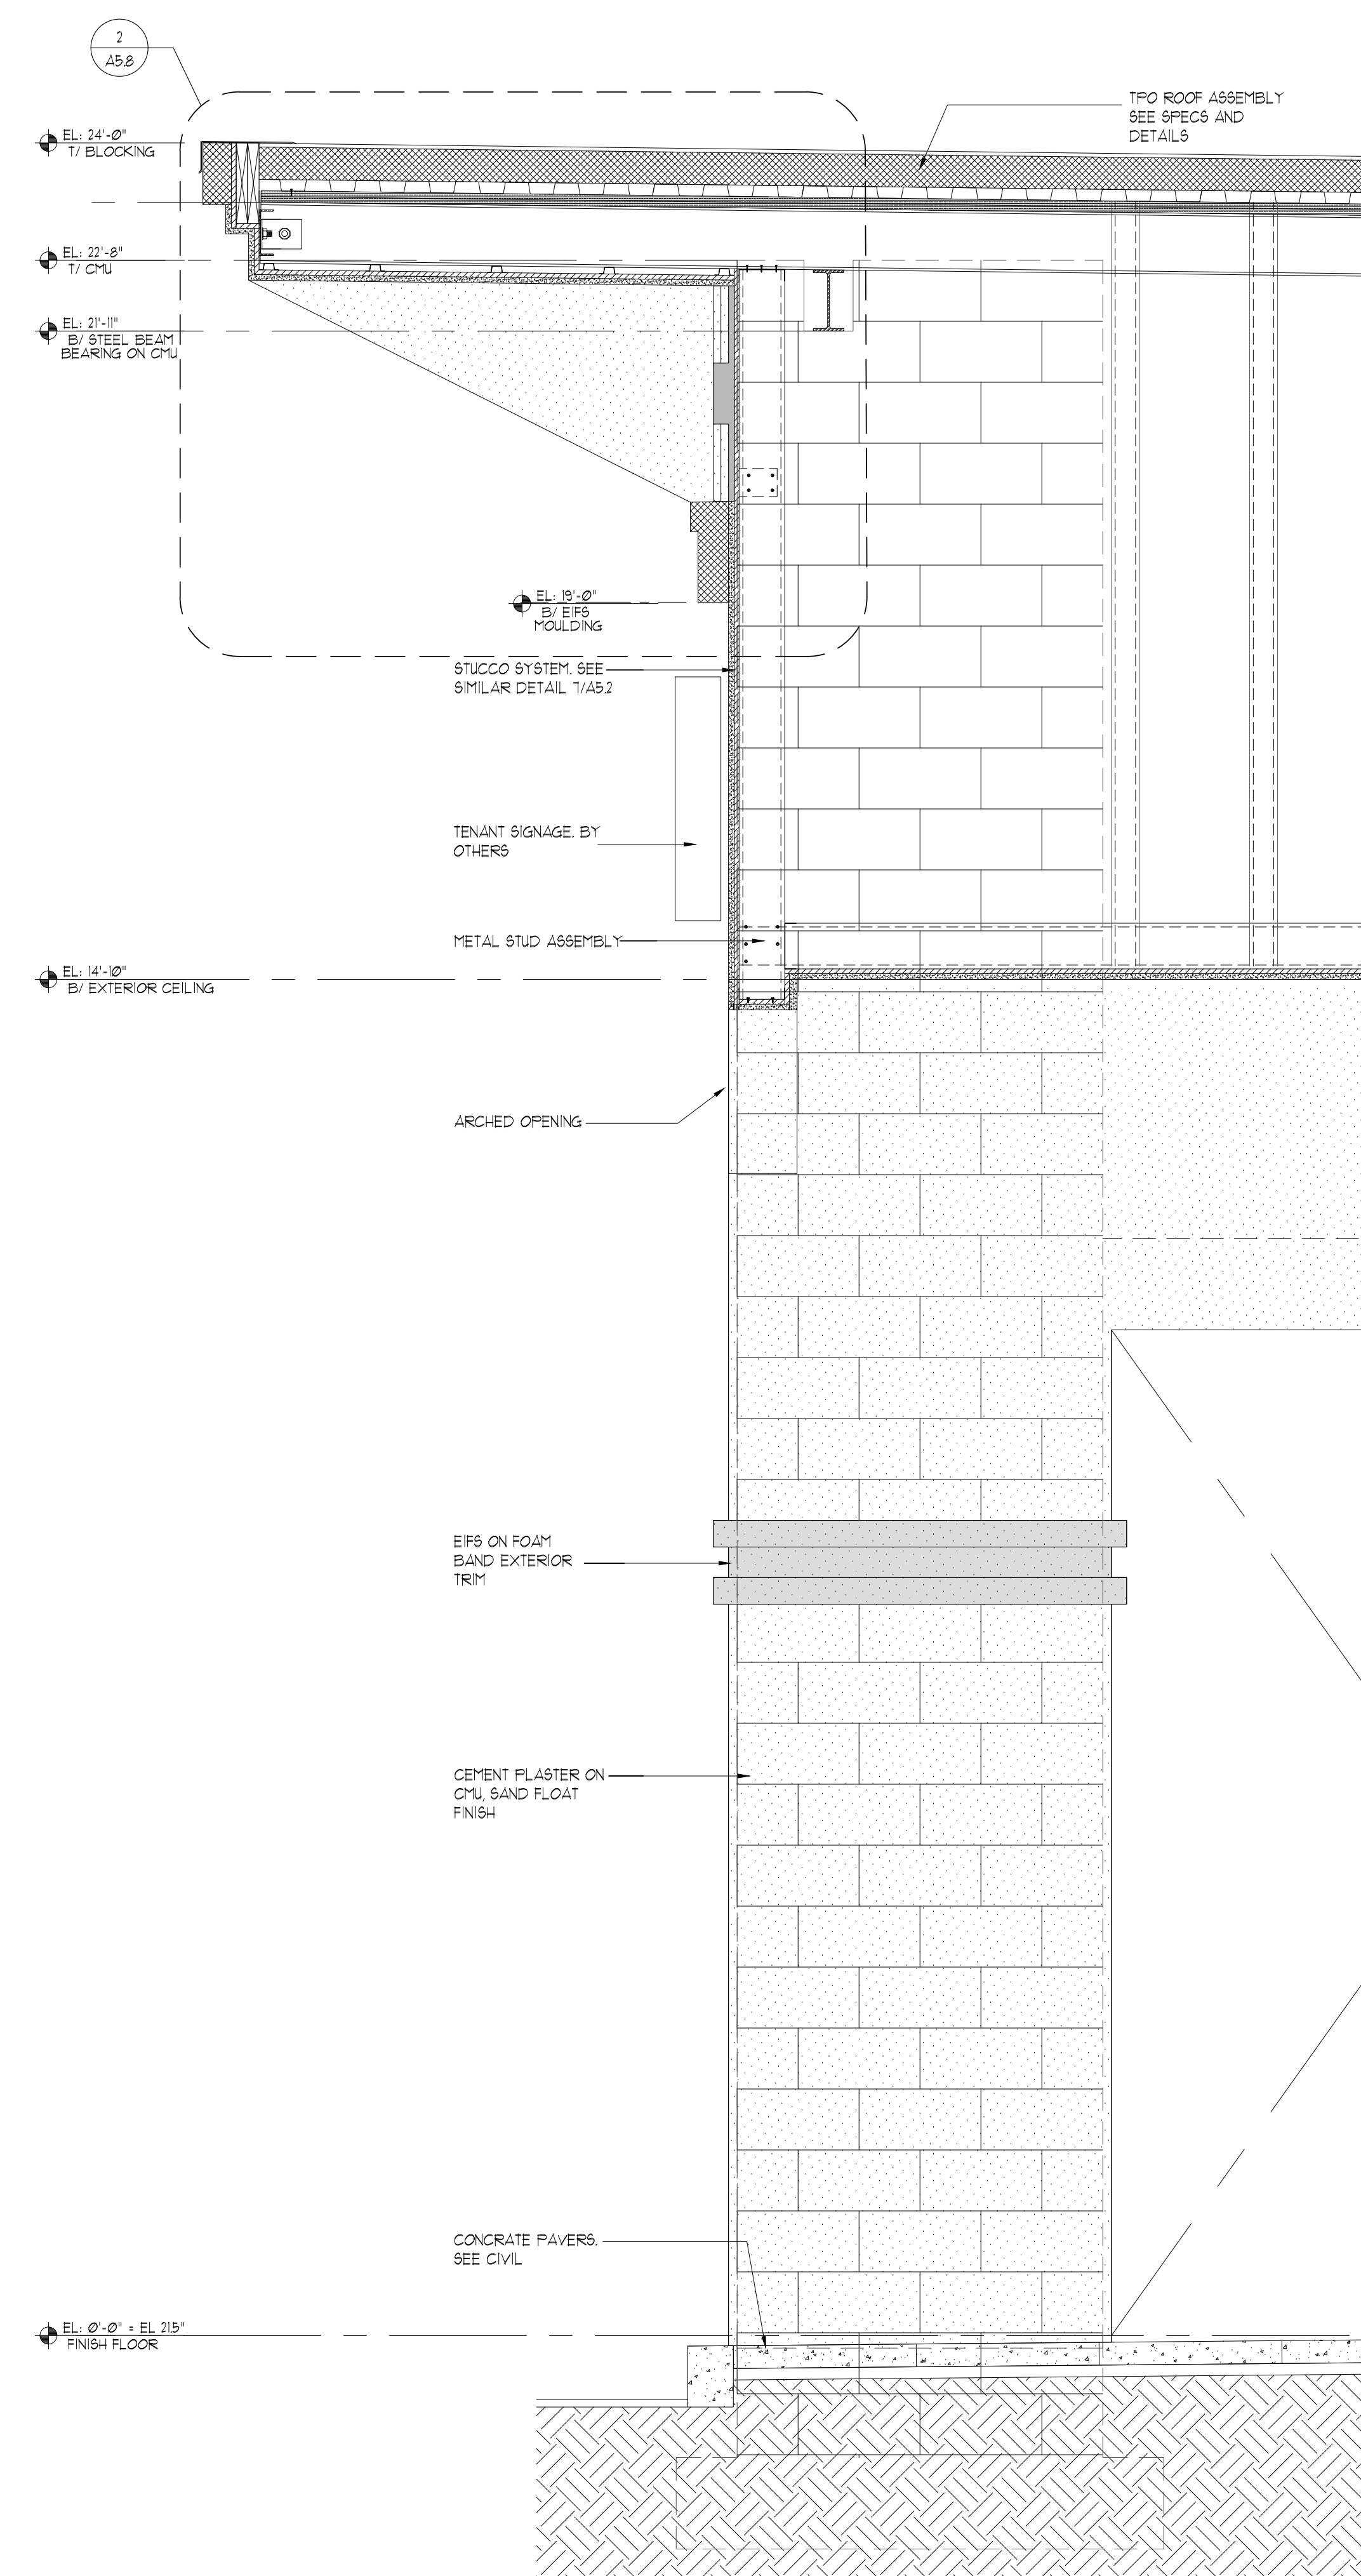 2
A5.8
TPO ROOF ASSEMBLY
SEE SPECS AND
DETAILS
EL: 24'-0"
T/ BLOCKING
EL: 22'-8"
T/ CMU
EL: 21'-11"
B/ STEEL BEAM
BEARING ON CMU
EL: 19'-0"
B/ EIFS
MOULDING
STUCCO SYSTEM. SEE
SIMILAR DETAIL 7/A5.2
TENANT SIGNAGE. BY
OTHERS
METAL STUD ASSEMBLY
EL: 14'-10"
B/ EXTERIOR CEILING
ARCHED OPENING
EIFS ON FOAM
BAND EXTERIOR
TRIM
CEMENT PLASTER ON
CMU, SAND FLOAT
FINISH
CONCRATE PAVERS.
SEE CIVIL
EL: 0'-0" = EL 21.5"
FINISH FLOOR